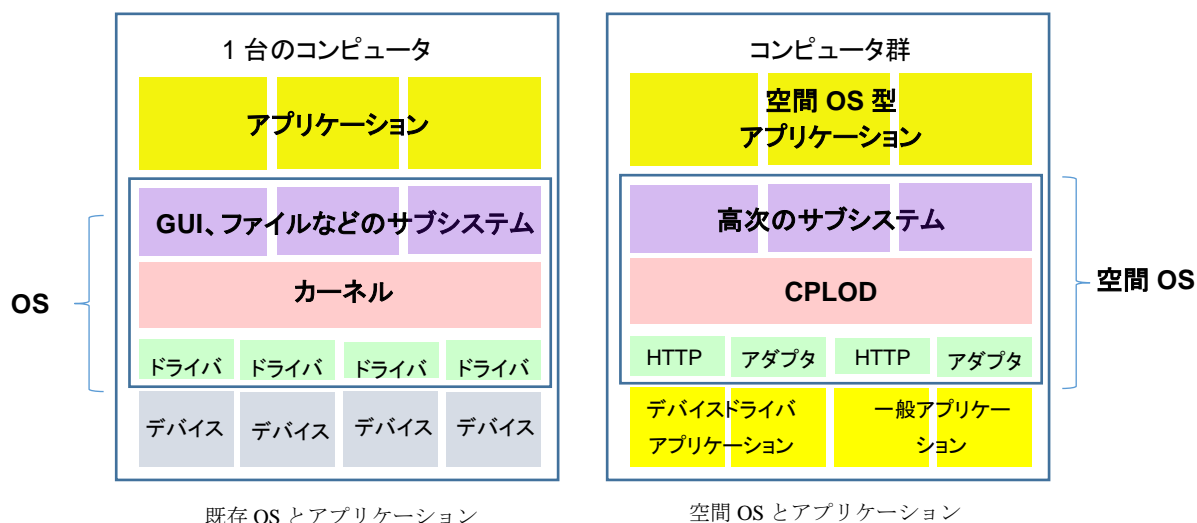 1 台のコンピュータ
アプリケーション
GUI、ファイルなどのサブシステム
カーネル
ドライバ ドライバ ドライバ ドライバ
デバイス デバイス デバイス デバイス
OS
既存 OS とアプリケーション
コンピュータ群
空間 OS 型
アプリケーション
高次のサブシステム
CPLOD
HTTP アダプタ HTTP アダプタ
デバイスドライバ
アプリケーション
一般アプリケー
ション
空間 OS
空間 OS とアプリケーション